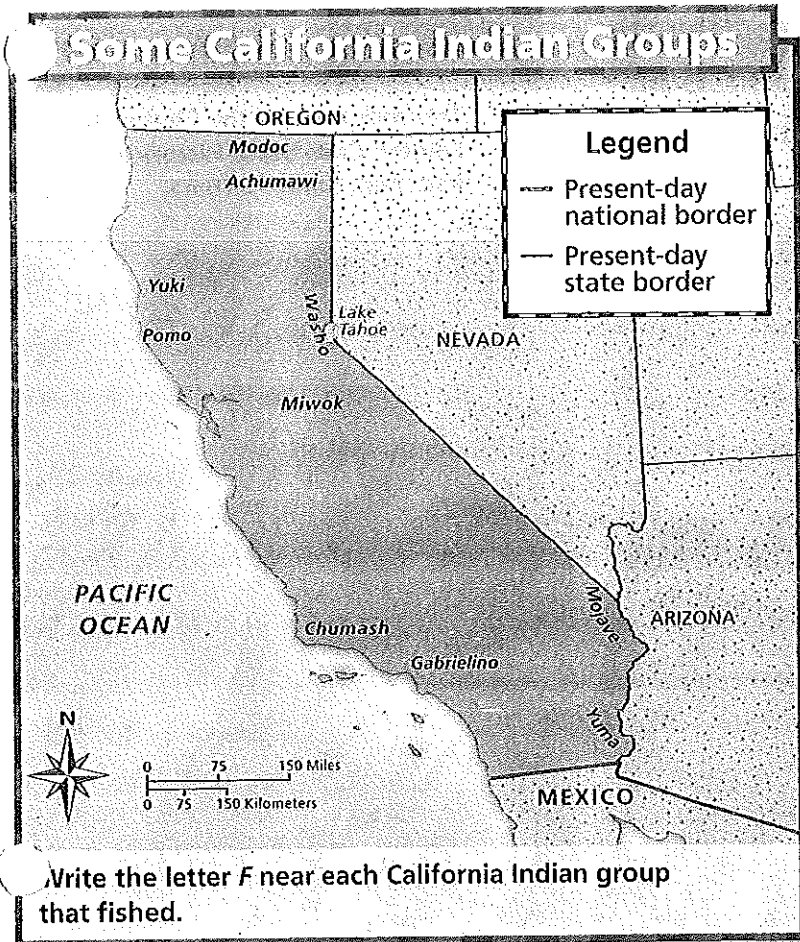 Some California Indian Groups
OREGON
Modoc
Achumawi
Legend
Present-day
national border
Present-day
state border
Yuki
Pomo
Washo
Lake
Tahoe
NEVADA
Miwok
PACIFIC
OCEAN
Chumash
Gabrielino
Mojave
ARIZONA
Yuma
N
0 75 150 Miles
0 75 150 Kilometers
MEXICO
Write the letter F near each California Indian group
that fished.